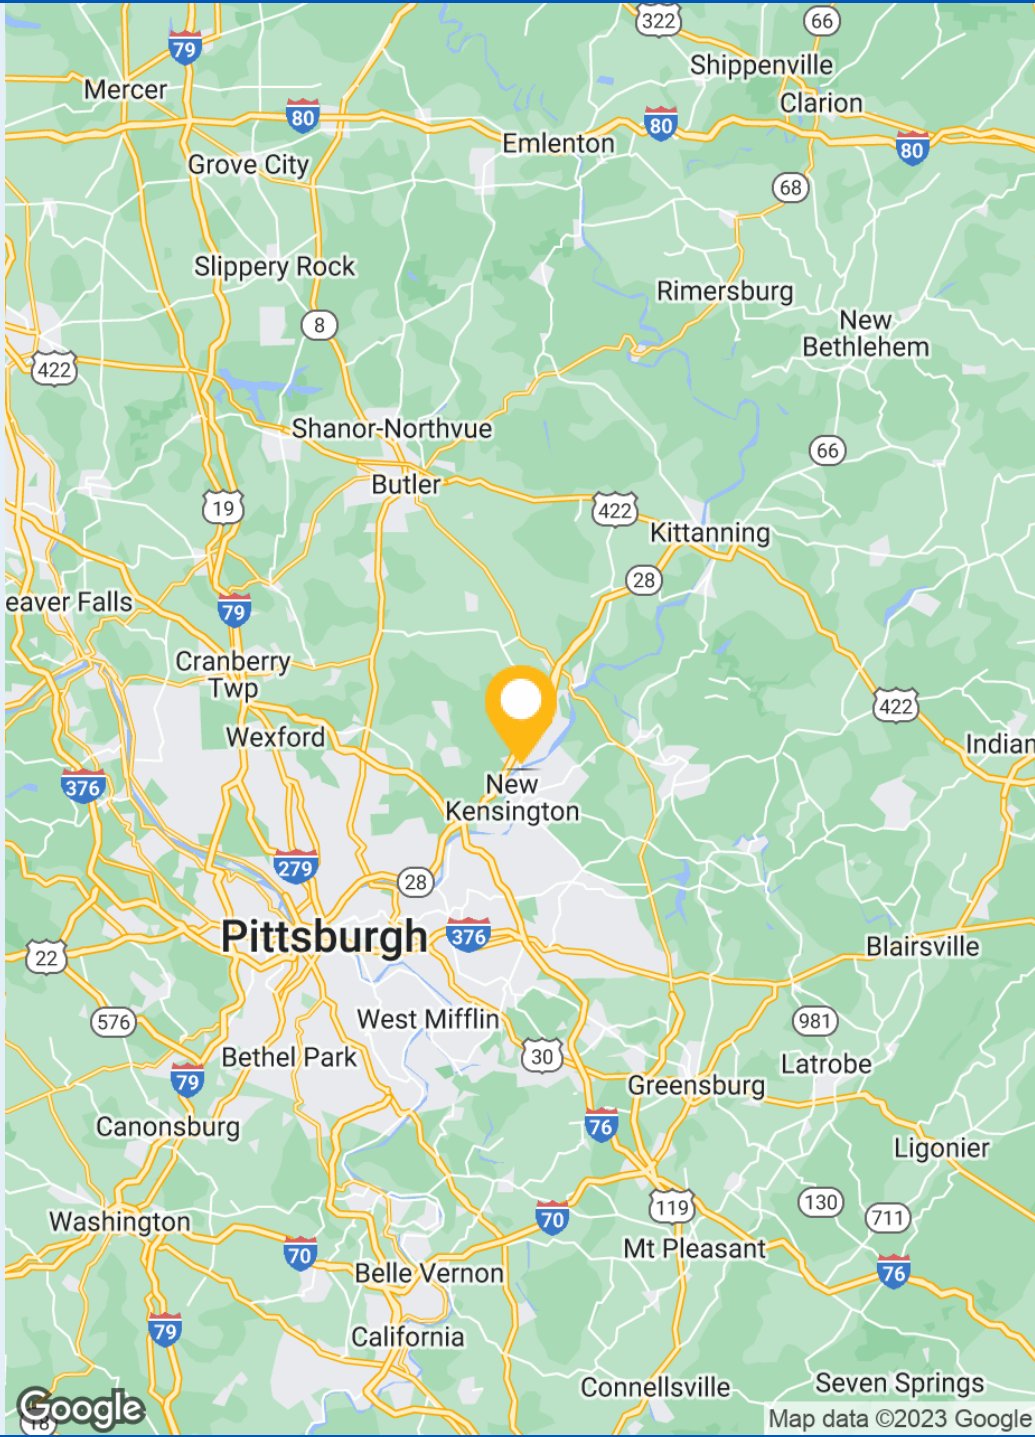 322
66
79
Shippenville
Mercer
Clarion
80
80
Emlenton
80
Grove City
68
Slippery Rock
Rimersburg
8
New
Bethlehem
422
Shanor-Northvue
66
Butler
19
422
Kittanning
28
eaver Falls
79
Cranberry
Twp
422
Wexford
Indian
376
New
Kensington
279
28
Pittsburgh
376
Blairsville
22
576
West Mifflin
981
Bethel Park
30
Latrobe
79
Greensburg
Canonsburg
76
Ligonier
Washington
130
119
711
70
70
Mt Pleasant
Belle Vernon
76
79
California
Connellsville
Seven Springs
Google
18
Map data ©2023 Google